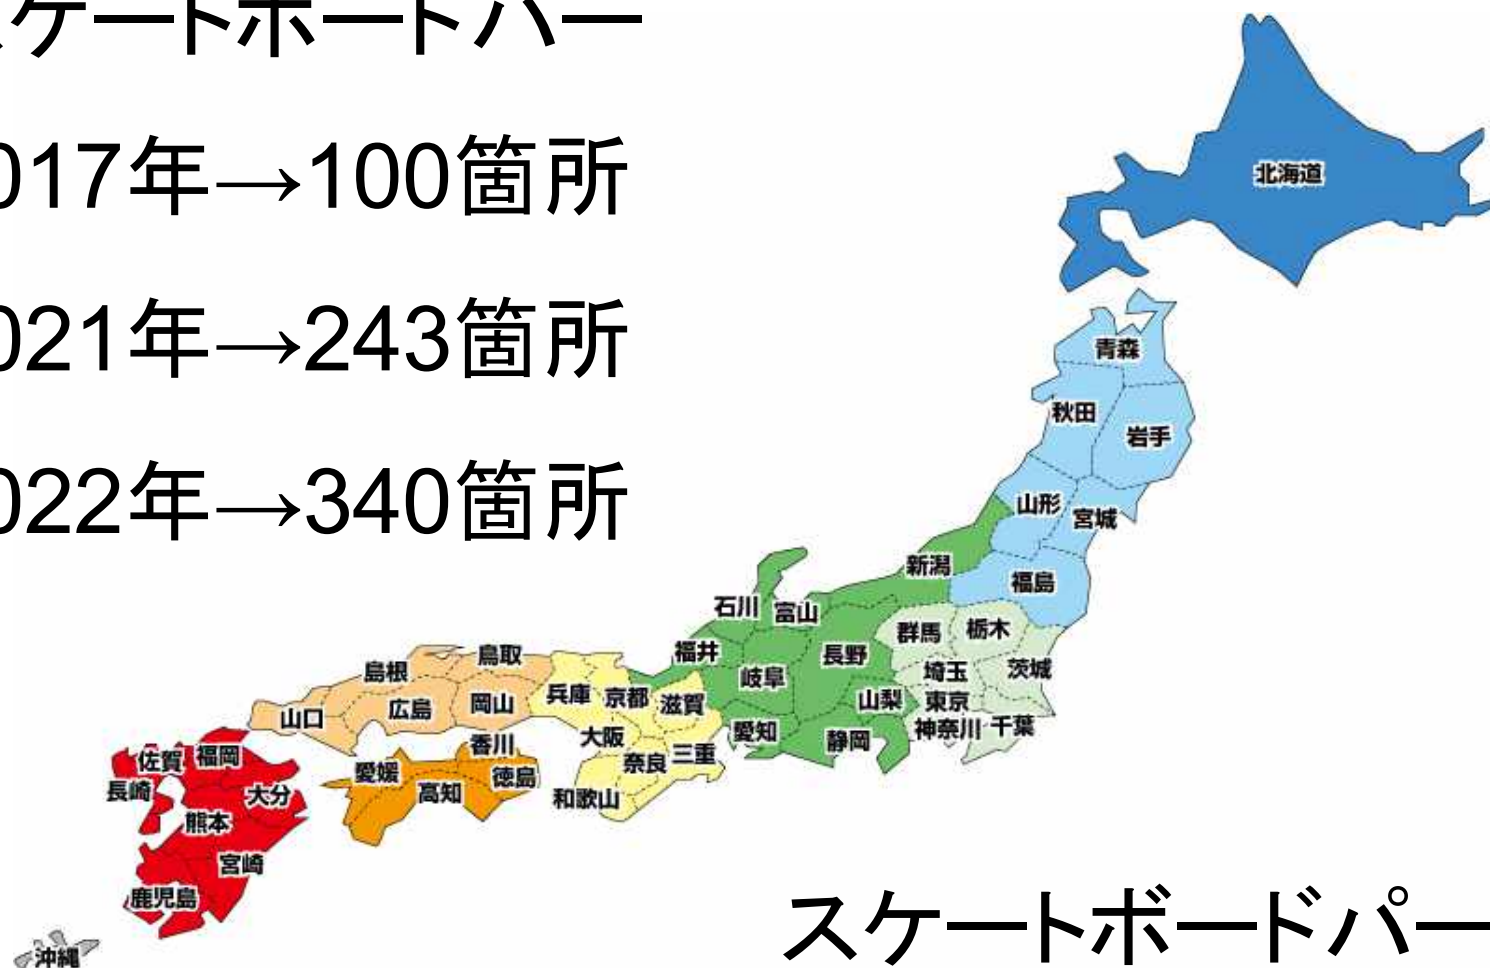 スケートボードパー
017年→100箇所
021年→243箇所
022年→340箇所
北海道
青森
秋田
岩手
山形
宮城
新潟
福島
石川
富山
群馬
栃木
福井
長野
鳥取
島根
岐阜
埼玉
茨城
兵庫
京都
滋賀
山梨
東京
岡山
広島
山口
愛知
静岡
神奈川
千葉
大阪
香川
奈良
三重
佐賀
福岡
愛媛
徳島
高知
長崎
大分
和歌山
熊本
宮崎
鹿児島
沖縄
スケートボードパー